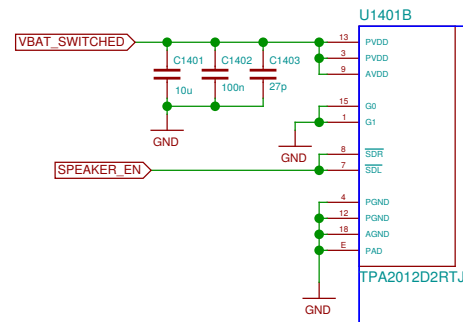 U1401B
VBAT_SWITCHED
13 PVDD
3 PVDD
9 AVDD
C1401
10u
C1402
100n
C1403
27p
GND
15 G0
1 G1
GND
8 SDR
SPEAKER_EN
7 SDL
4 PGND
12 PGND
18 AGND
E PAD
GND
TPA2012D2RTJ